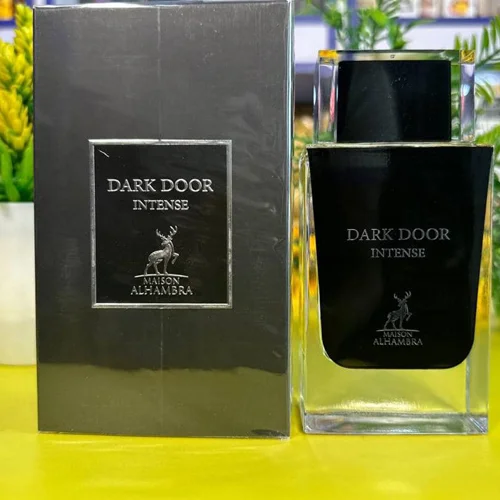 DARK DOOR
INTENSE
MAISON
ALHAMBRA
DARK DOOR
INTENSE
MAISON
ALHAMBRA